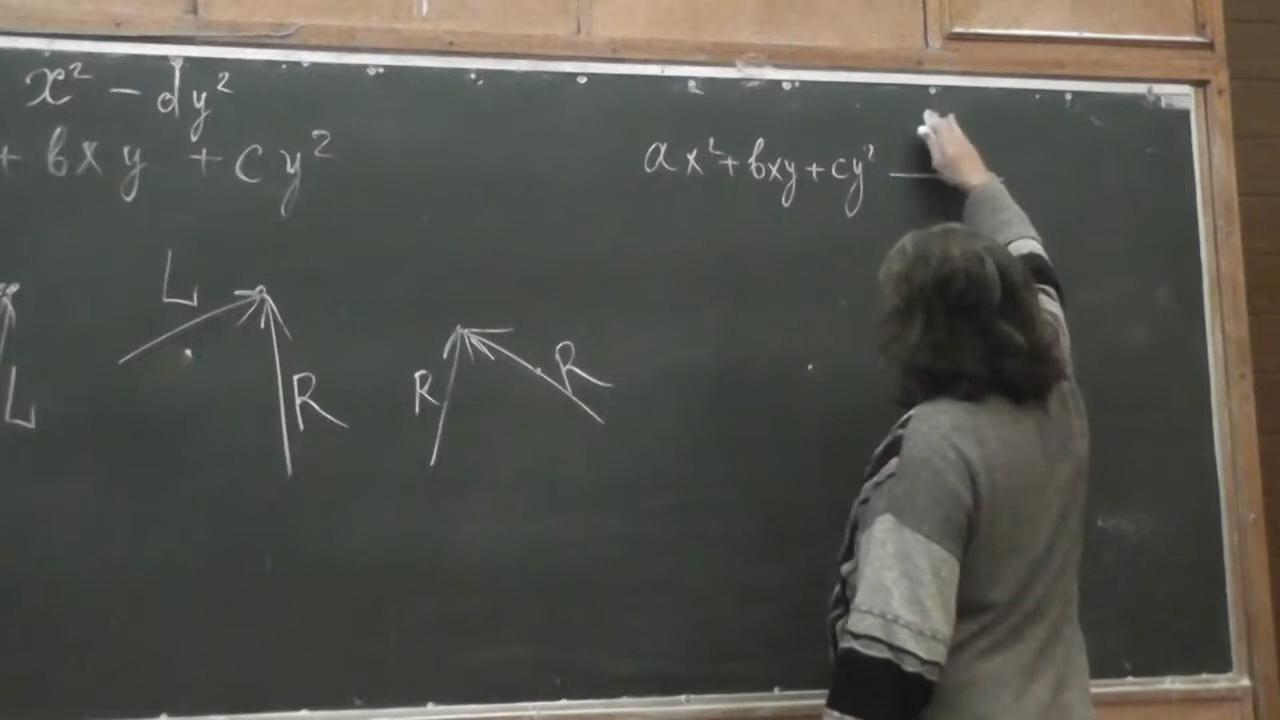 x² - dy²
+ bxy + cy²
ax² + bxy + cy²
L
L
R
R
R